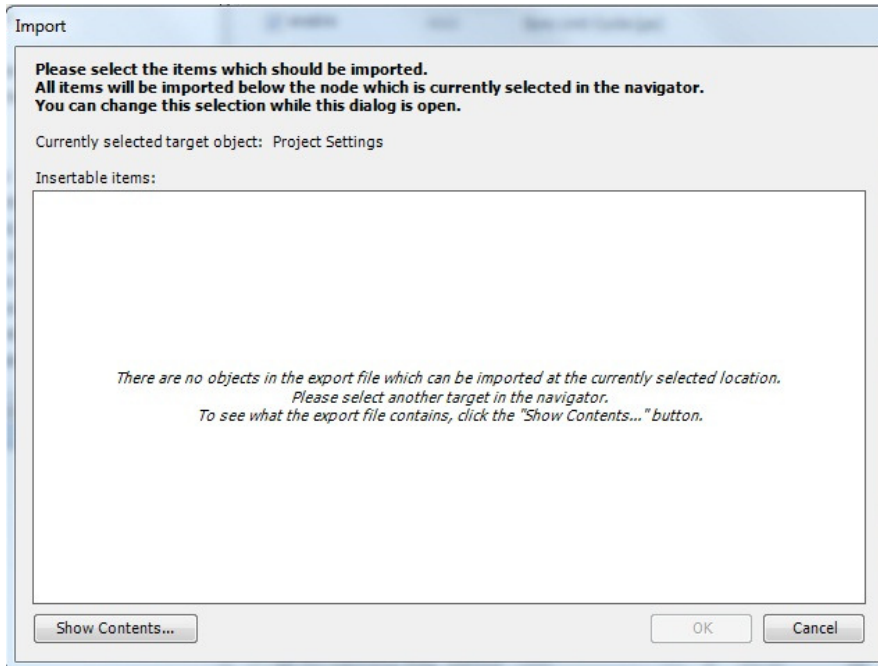 Import
Please select the items which should be imported.
All items will be imported below the node which is currently selected in the navigator.
You can change this selection while this dialog is open.
Currently selected target object: Project Settings
Insertable items:
There are no objects in the export file which can be imported at the currently selected location.
Please select another target in the navigator.
To see what the export file contains, click the "Show Contents..." button.
Show Contents... OK Cancel